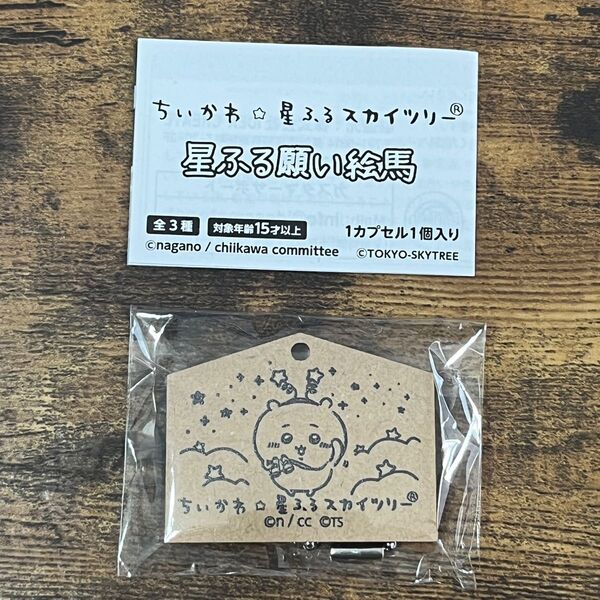 ちいかわ☆星ふるスカイツリー®
星ふる願い絵馬
全3種 対象年齢15才以上 1カプセル1個入り
©nagano / chiikawa committee ©TOKYO-SKYTREE
ちいかわ☆星ふるスカイツリー®
©n / cc ©TS